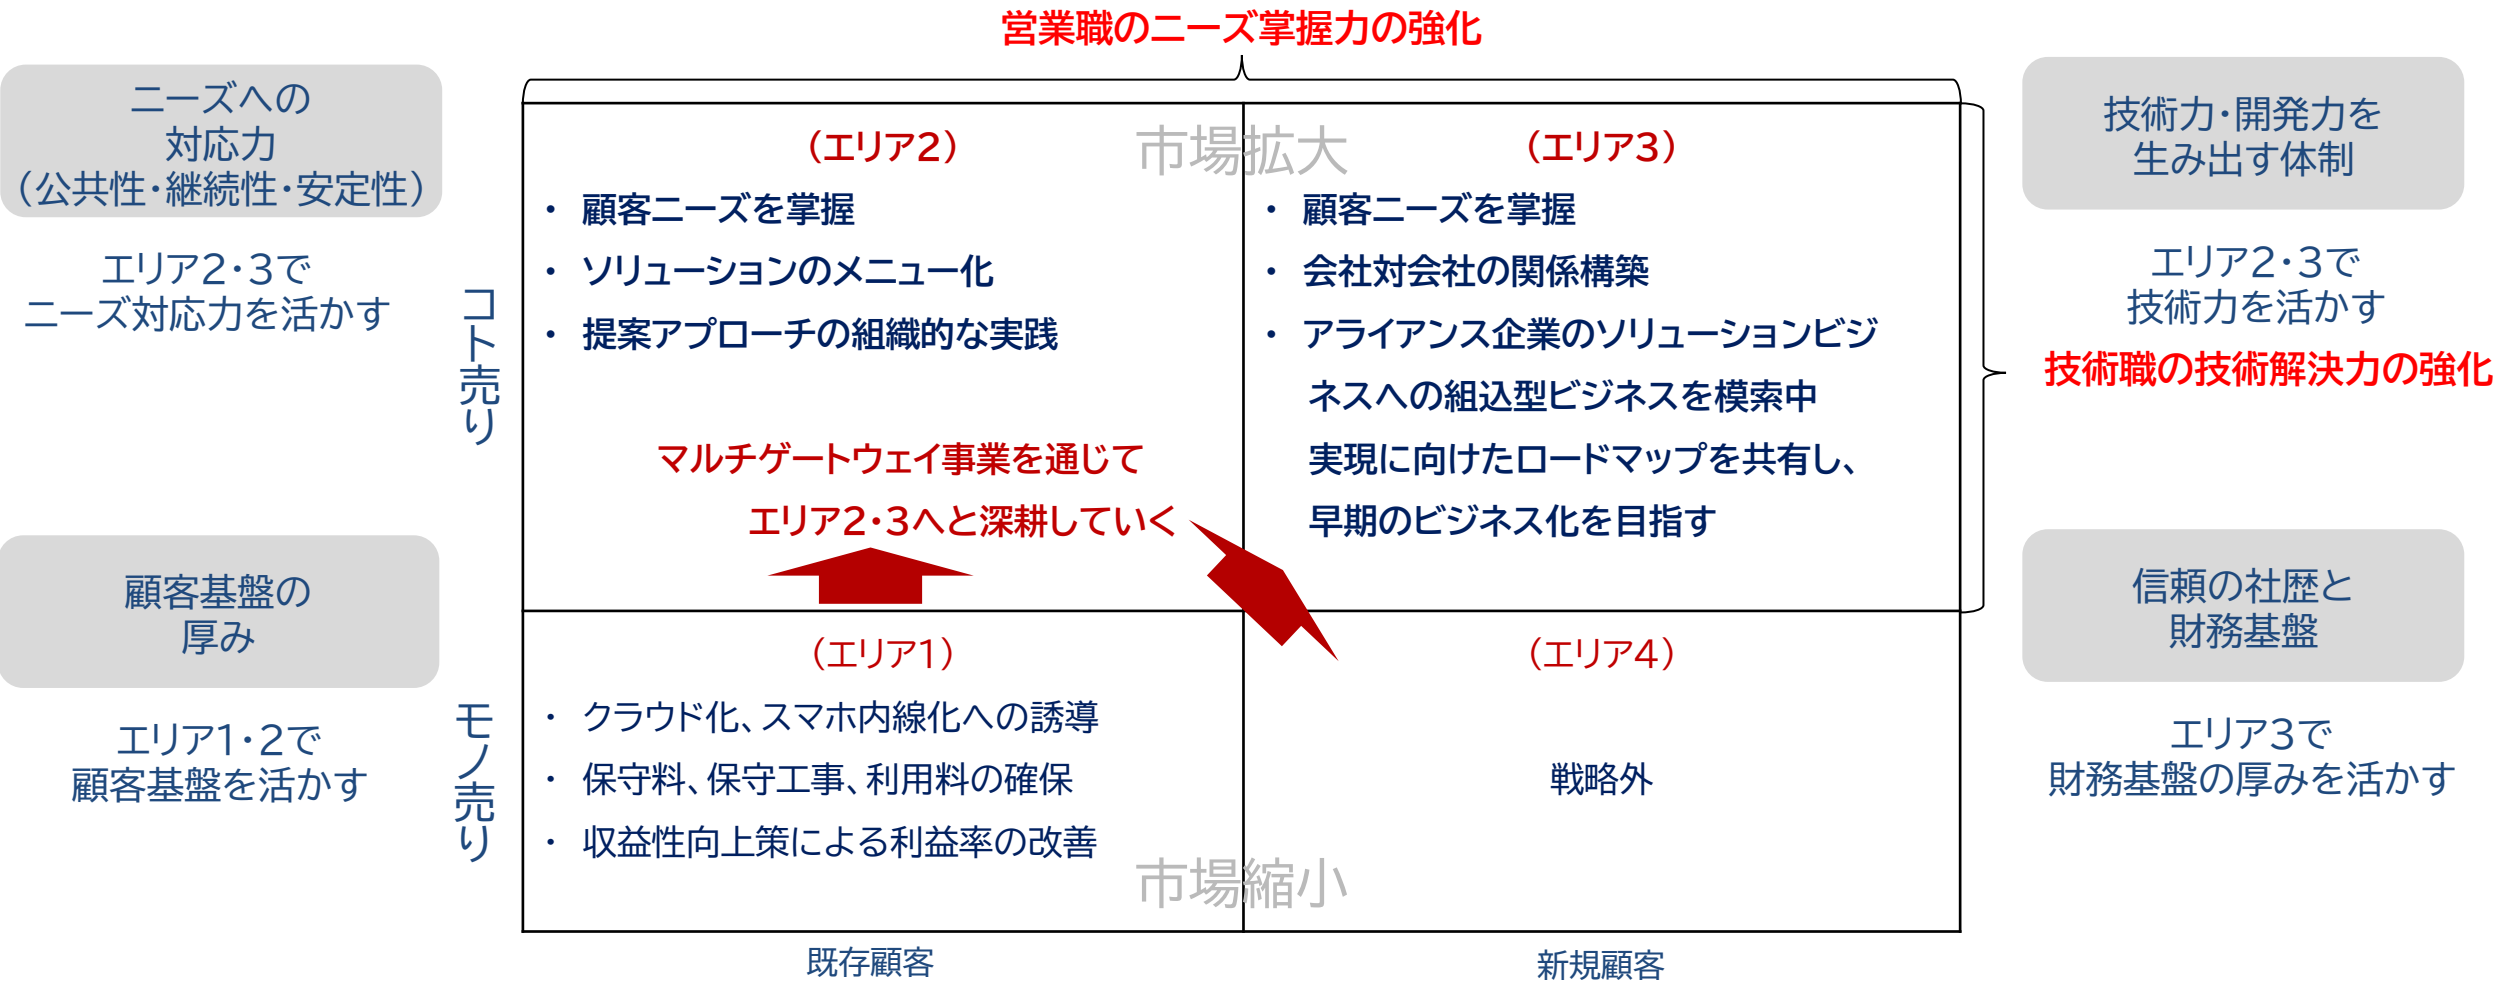 営業職のニーズ掌握力の強化
ニーズへの
対応力
（公共性・継続性・安定性）
エリア2・3で
ニーズ対応力を活かす
顧客基盤の
厚み
エリア1・2で
顧客基盤を活かす
コト売り
モノ売り
市場拡大
（エリア2）
・ 顧客ニーズを掌握
・ ソリューションのメニュー化
・ 提案アプローチの組織的な実践
マルチゲートウェイ事業を通じて
エリア2・3へと深耕していく
（エリア3）
・ 顧客ニーズを掌握
・ 会社対会社の関係構築
・ アライアンス企業のソリューションビジ
ネスへの組込型ビジネスを模索中
実現に向けたロードマップを共有し、
早期のビジネス化を目指す
（エリア1）
・ クラウド化、スマホ内線化への誘導
・ 保守料、保守工事、利用料の確保
・ 収益性向上策による利益率の改善
（エリア4）
戦略外
市場縮小
既存顧客
新規顧客
技術力・開発力を
生み出す体制
エリア2・3で
技術力を活かす
技術職の技術解決力の強化
信頼の社歴と
財務基盤
エリア3で
財務基盤の厚みを活かす